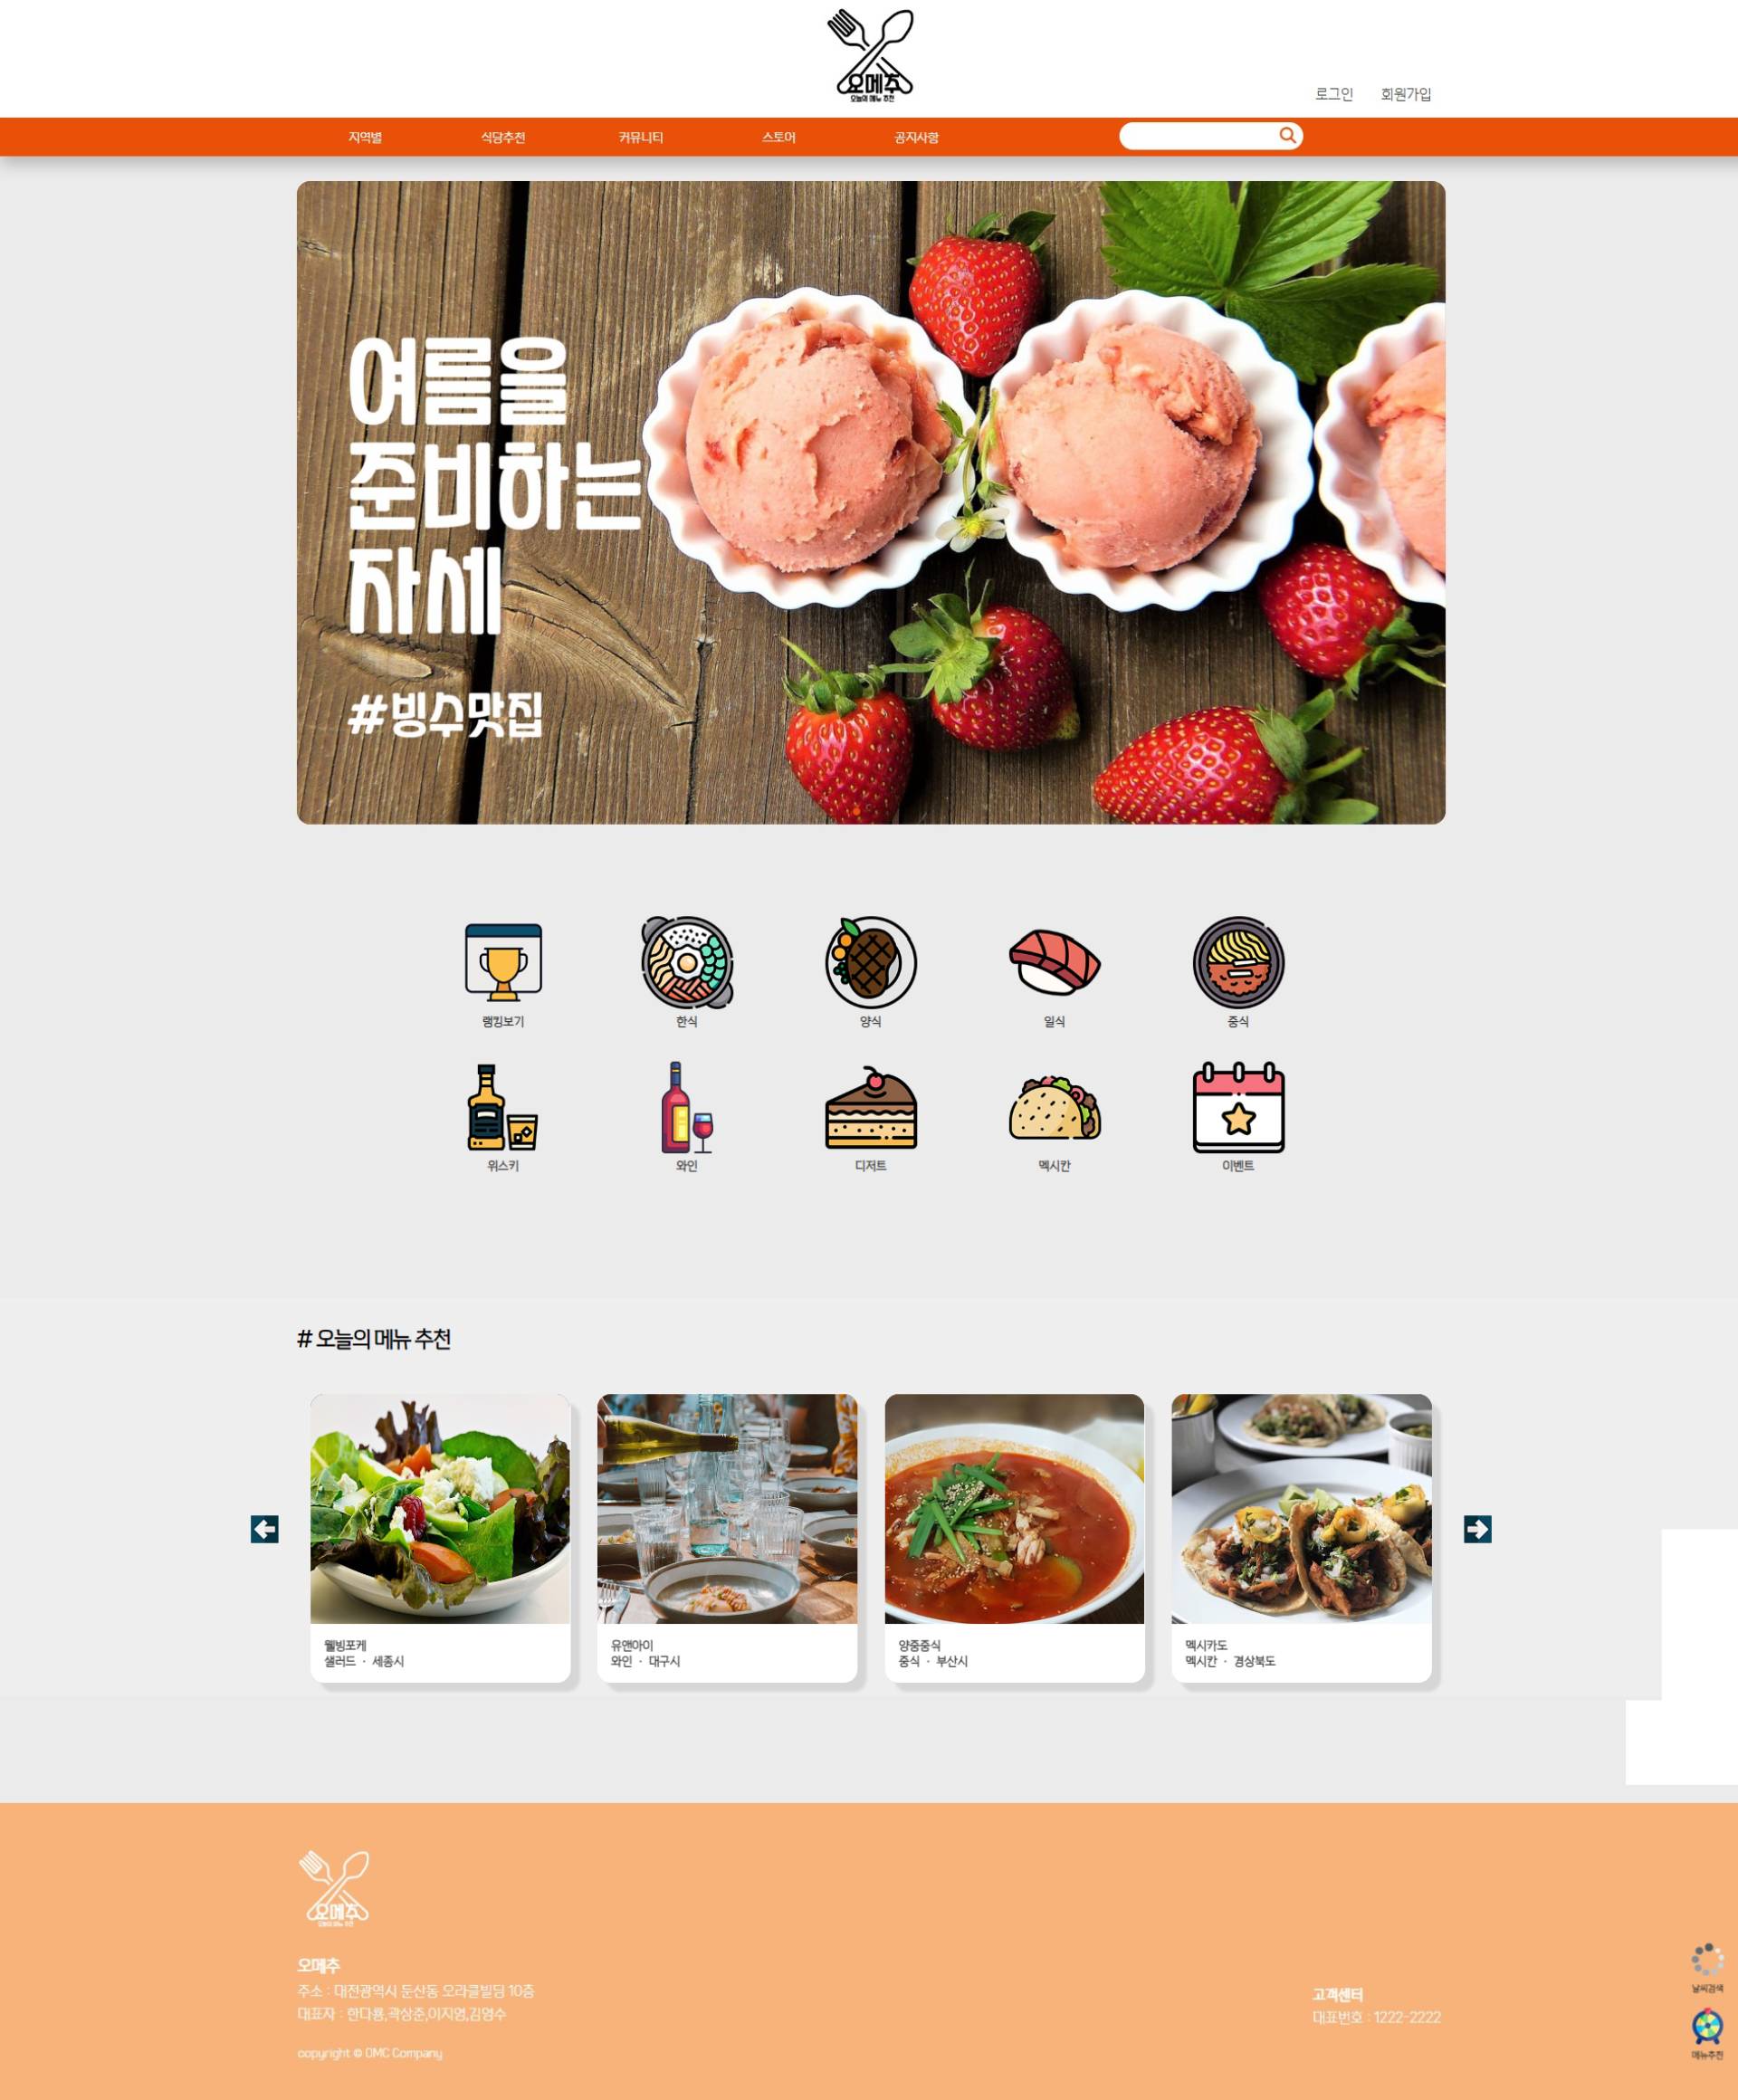 오메추
오늘의 메뉴 추천
로그인 회원가입
지역별 식당추천 커뮤니티 스토어 공지사항
여름을
준비하는
자세
#빙수맛집
랭킹보기 한식 양식 일식 중식
위스키 와인 디저트 멕시칸 이벤트
# 오늘의 메뉴 추천
웰빙포케
샐러드 · 세종시
유앤아이
와인 · 대구시
양중중식
중식 · 부산시
멕시카도
멕시칸 · 경상북도
오메추
오늘의 메뉴 추천
오메추
주소 : 대전광역시 둔산동 오라클빌딩 10층
대표자 : 한다용,곽상준,이지영,김영수
copyright © OMC Company
고객센터
대표번호 : 1222-2222
날씨검색
메뉴추천